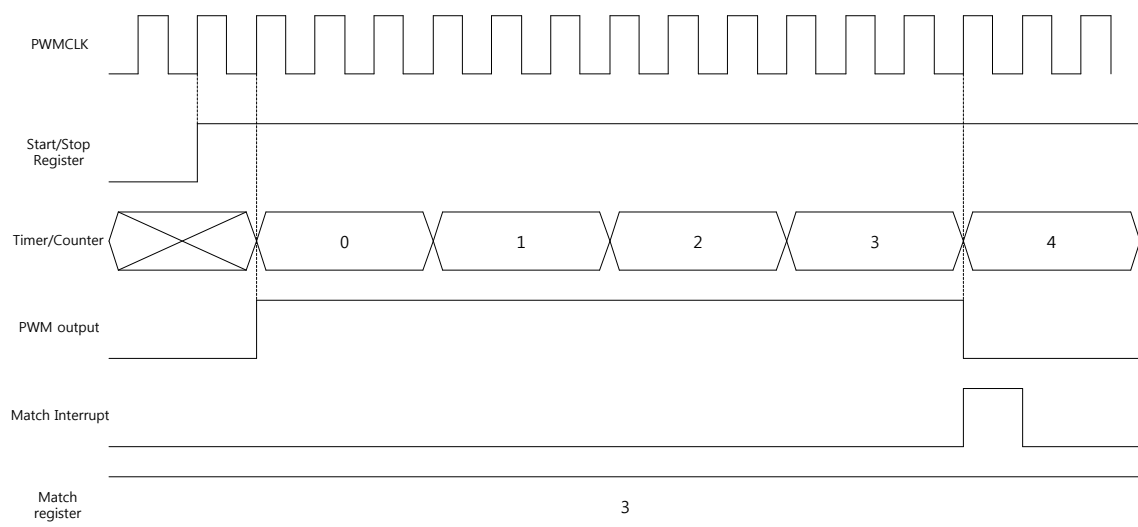 PWMCLK
Start/Stop
Register
Timer/Counter
0
1
2
3
4
PWM output
Match Interrupt
Match
register
3